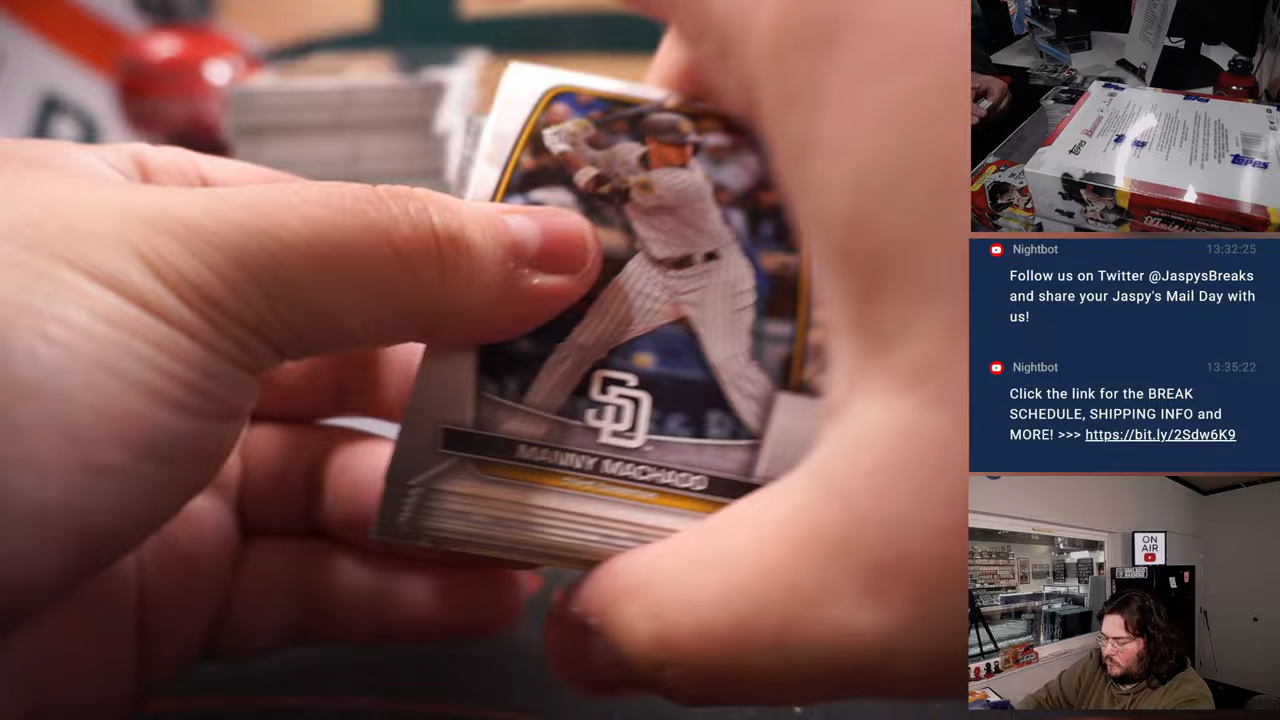 SD
MANNY MACHADO
Topps
Nightbot 13:32:25
Follow us on Twitter @JaspysBreaks
and share your Jaspy's Mail Day with
us!
Nightbot 13:35:22
Click the link for the BREAK
SCHEDULE, SHIPPING INFO and
MORE! >>> https://bit.ly/2Sdw6K9
ON
AIR